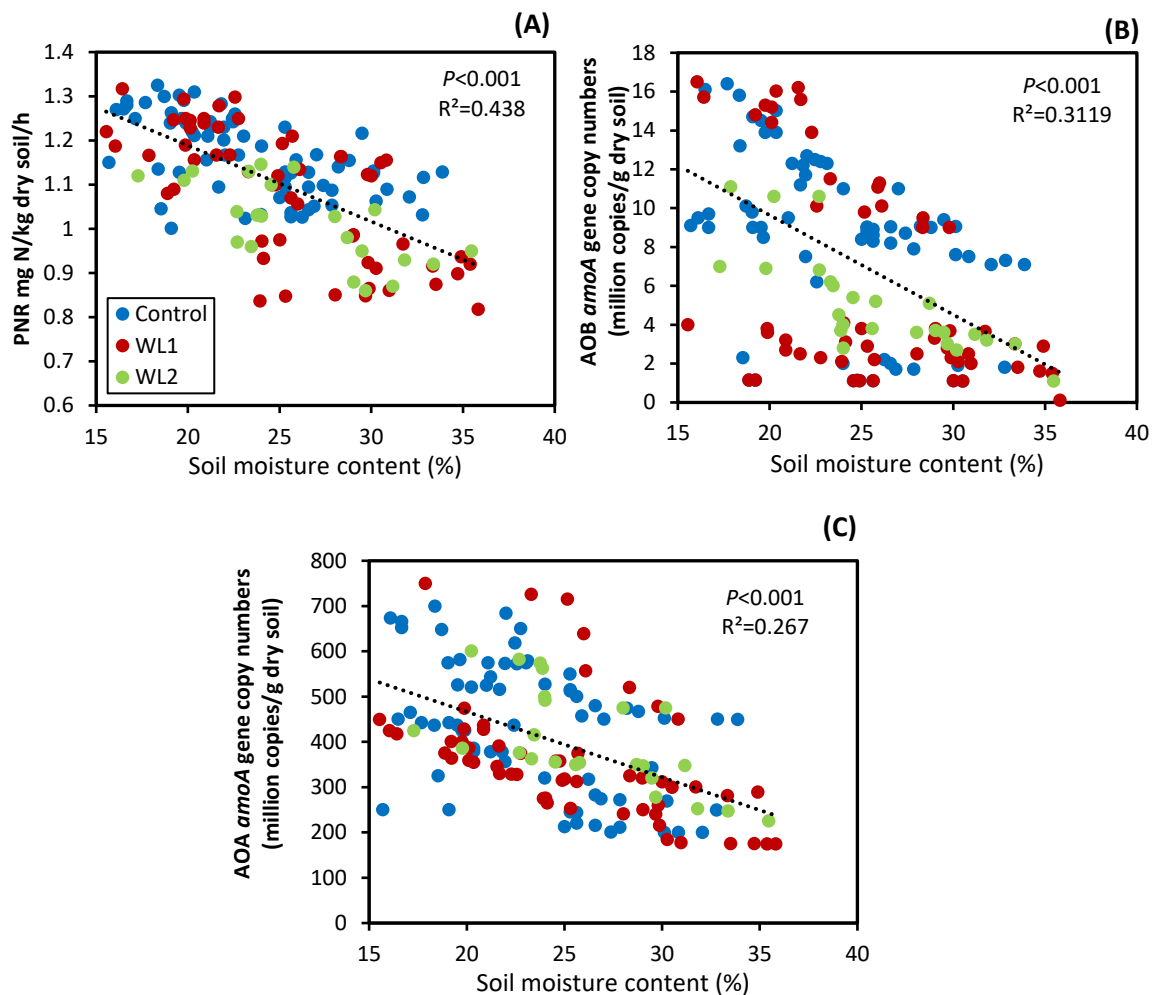 (A)
1.4
1.3
1.2
1.1
1
0.9
0.8
0.7
0.6
PNR mg N/kg dry soil/h
P<0.001
R²=0.438
Control
WL1
WL2
15 20 25 30 35 40
Soil moisture content (%)
(B)
18
16
14
12
10
8
6
4
2
0
AOB amoA gene copy numbers
(million copies/g dry soil)
P<0.001
R²=0.3119
15 20 25 30 35 40
Soil moisture content (%)
(C)
800
700
600
500
400
300
200
100
0
AOA amoA gene copy numbers
(million copies/g dry soil)
P<0.001
R²=0.267
15 20 25 30 35 40
Soil moisture content (%)